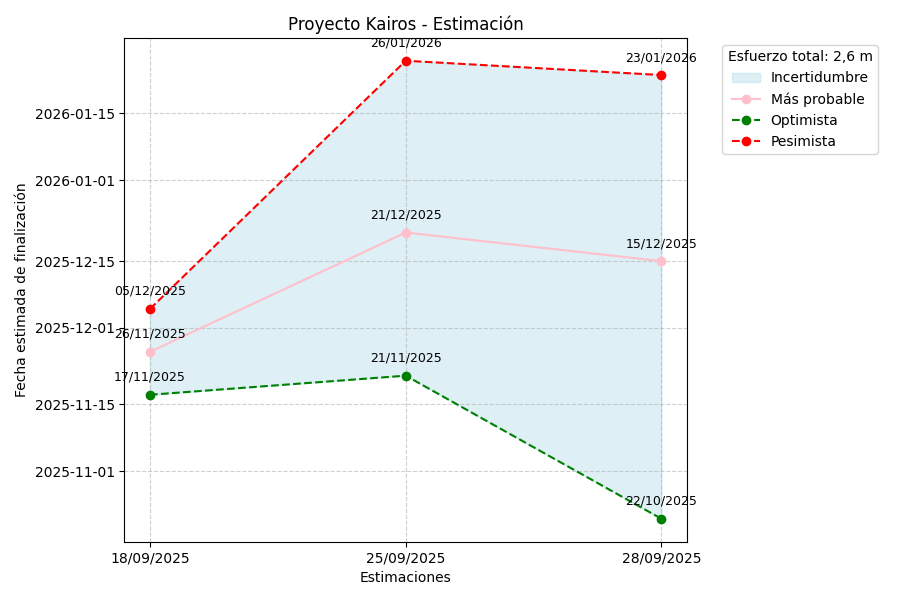 Proyecto Kairos - Estimación
26/01/2026
23/01/2026
21/12/2025
15/12/2025
05/12/2025
26/11/2025
17/11/2025
21/11/2025
22/10/2025
Fecha estimada de finalización
2026-01-15
2026-01-01
2025-12-15
2025-12-01
2025-11-15
2025-11-01
18/09/2025
25/09/2025
28/09/2025
Estimaciones
Esfuerzo total: 2,6 m
Incertidumbre
Más probable
Optimista
Pesimista